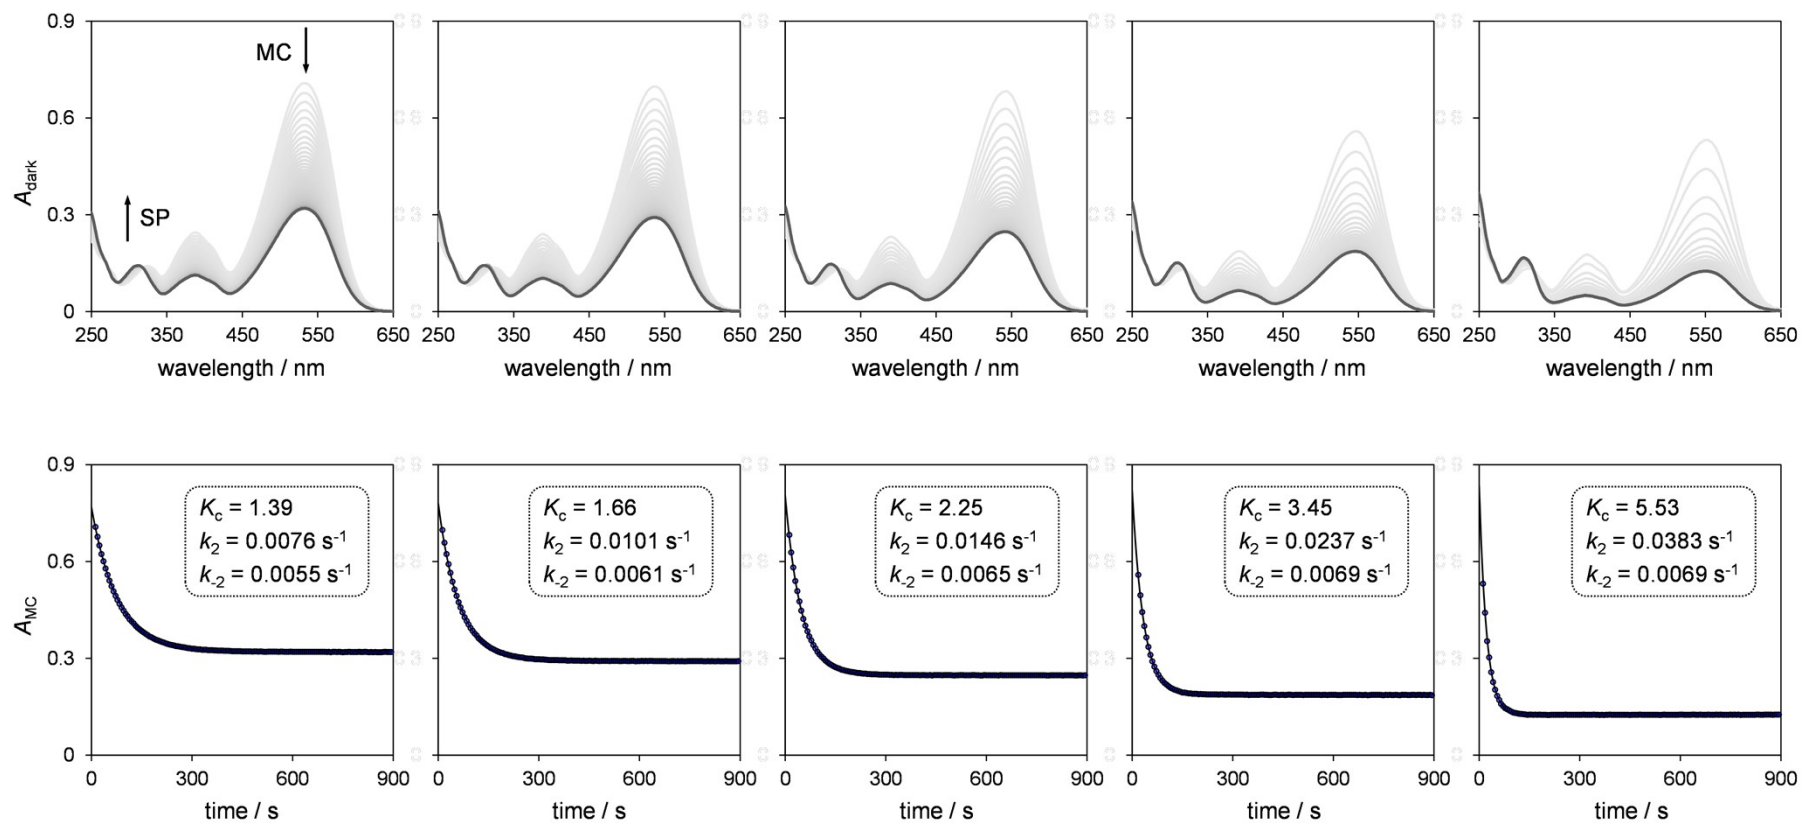 0.9
0.6
0.3
0
A_dark
MC
SP
250 350 450 550 650
250 350 450 550 650
250 350 450 550 650
250 350 450 550 650
250 350 450 550 650
wavelength / nm
wavelength / nm
wavelength / nm
wavelength / nm
wavelength / nm
0.9
0.6
0.3
0
A_MC
K_c = 1.39
k_2 = 0.0076 s^-1
k_-2 = 0.0055 s^-1
K_c = 1.66
k_2 = 0.0101 s^-1
k_-2 = 0.0061 s^-1
K_c = 2.25
k_2 = 0.0146 s^-1
k_-2 = 0.0065 s^-1
K_c = 3.45
k_2 = 0.0237 s^-1
k_-2 = 0.0069 s^-1
K_c = 5.53
k_2 = 0.0383 s^-1
k_-2 = 0.0069 s^-1
0 300 600 900
0 300 600 900
0 300 600 900
0 300 600 900
0 300 600 900
time / s
time / s
time / s
time / s
time / s